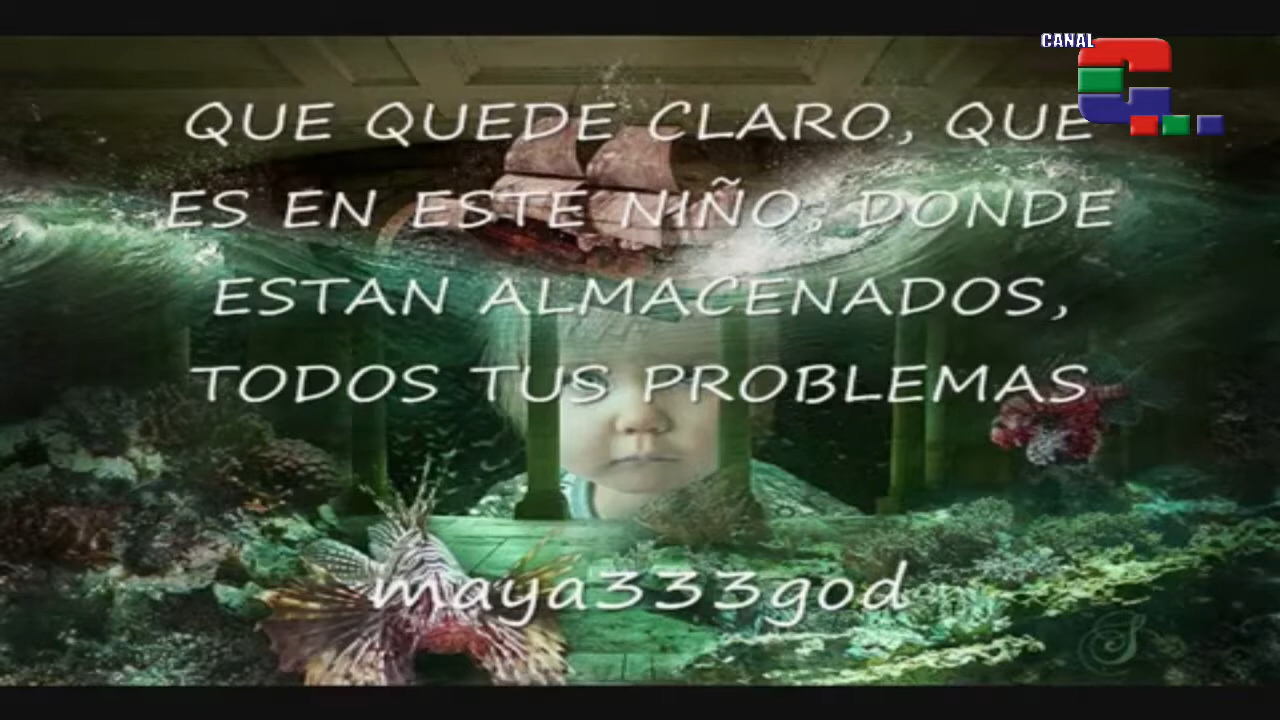 CANAL
QUE QUEDE CLARO, QUE
ES EN ESTE NIÑO, DONDE
ESTAN ALMACENADOS,
TODOS TUS PROBLEMAS
maya333god